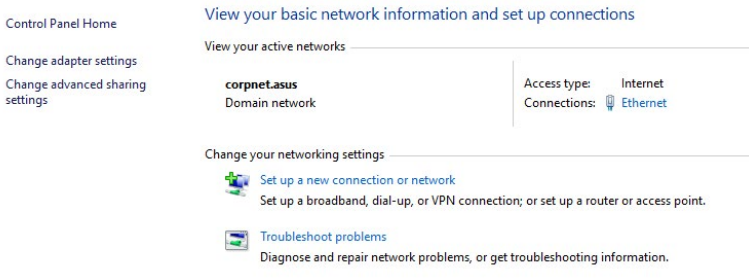 Control Panel Home
Change adapter settings
Change advanced sharing
settings
View your basic network information and set up connections
View your active networks
corpnet.asus
Domain network
Access type: Internet
Connections: Ethernet
Change your networking settings
Set up a new connection or network
Set up a broadband, dial-up, or VPN connection; or set up a router or access point.
Troubleshoot problems
Diagnose and repair network problems, or get troubleshooting information.